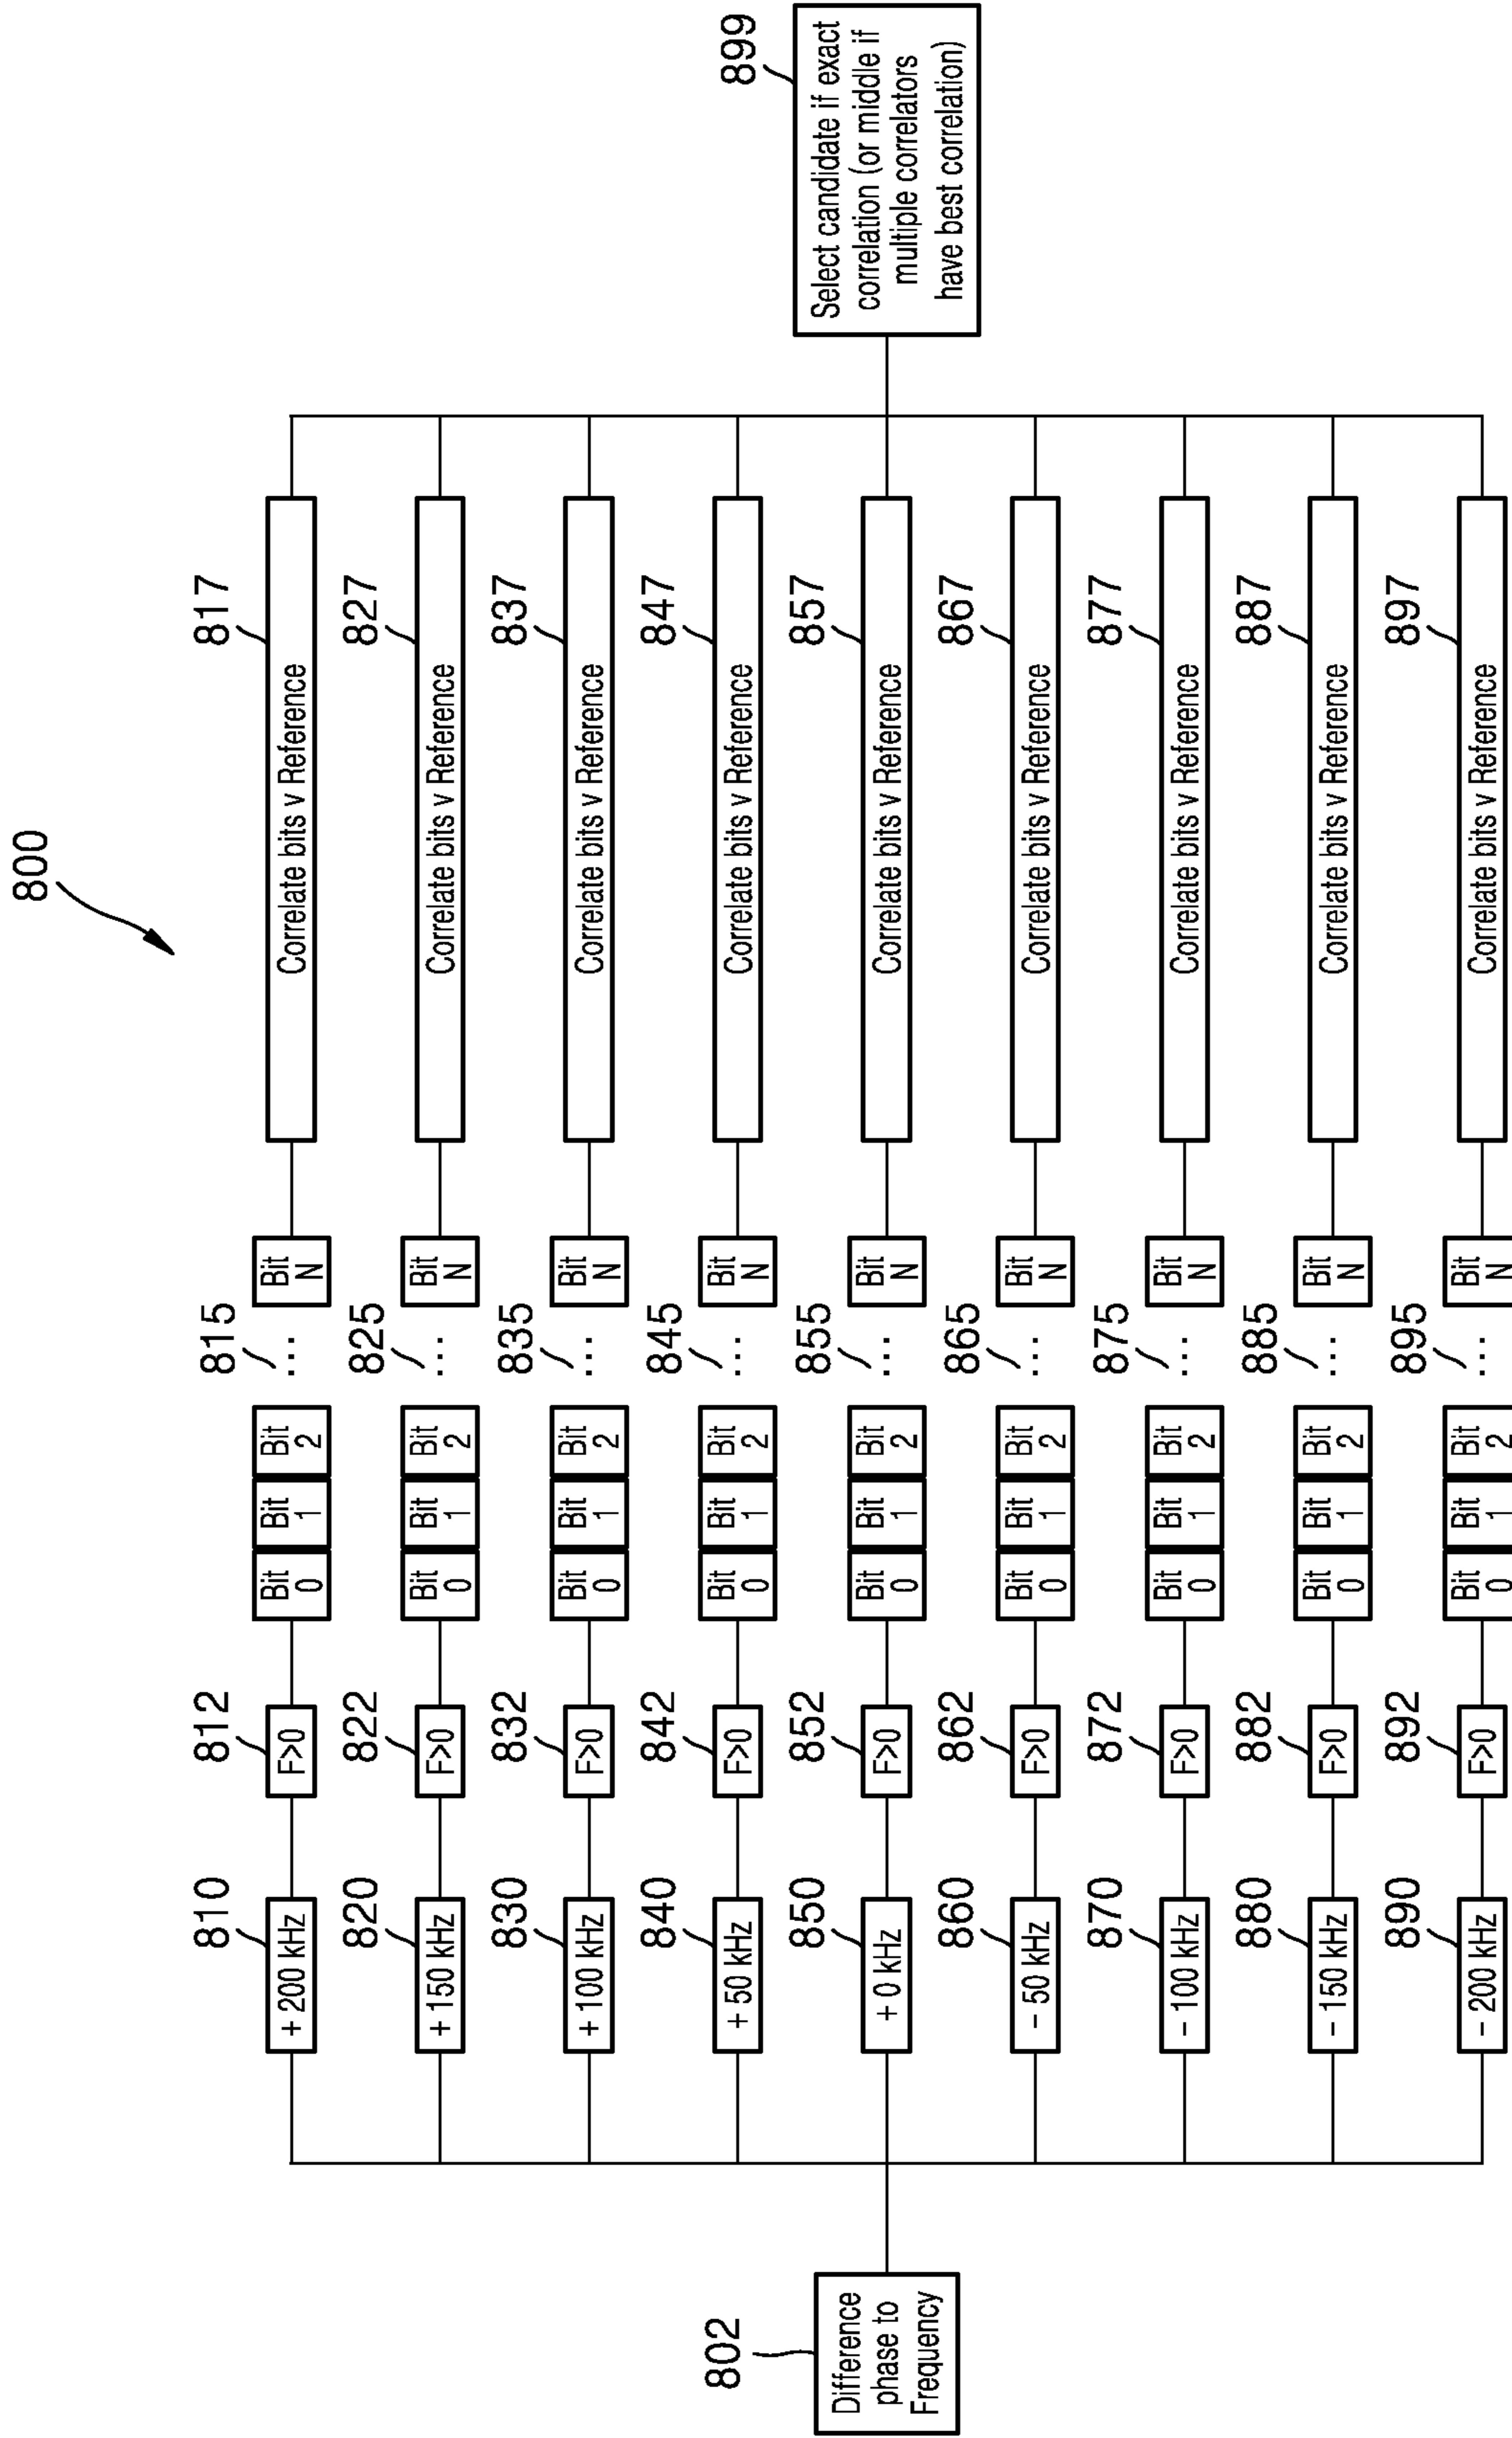 800
802
Difference
phase to
Frequency
810
+ 200 kHz
812
F>0
Bit
0
Bit
1
Bit
2
815
...
Bit
N
817
Correlate bits v Reference
820
+ 150 kHz
822
F>0
Bit
0
Bit
1
Bit
2
825
...
Bit
N
827
Correlate bits v Reference
830
+ 100 kHz
832
F>0
Bit
0
Bit
1
Bit
2
835
...
Bit
N
837
Correlate bits v Reference
840
+ 50 kHz
842
F>0
Bit
0
Bit
1
Bit
2
845
...
Bit
N
847
Correlate bits v Reference
850
+ 0 kHz
852
F>0
Bit
0
Bit
1
Bit
2
855
...
Bit
N
857
Correlate bits v Reference
860
- 50 kHz
862
F>0
Bit
0
Bit
1
Bit
2
865
...
Bit
N
867
Correlate bits v Reference
870
- 100 kHz
872
F>0
Bit
0
Bit
1
Bit
2
875
...
Bit
N
877
Correlate bits v Reference
880
- 150 kHz
882
F>0
Bit
0
Bit
1
Bit
2
885
...
Bit
N
887
Correlate bits v Reference
890
- 200 kHz
892
F>0
Bit
0
Bit
1
Bit
2
895
...
Bit
N
897
Correlate bits v Reference
899
Select candidate if exact
correlation (or middle if
multiple correlators
have best correlation)